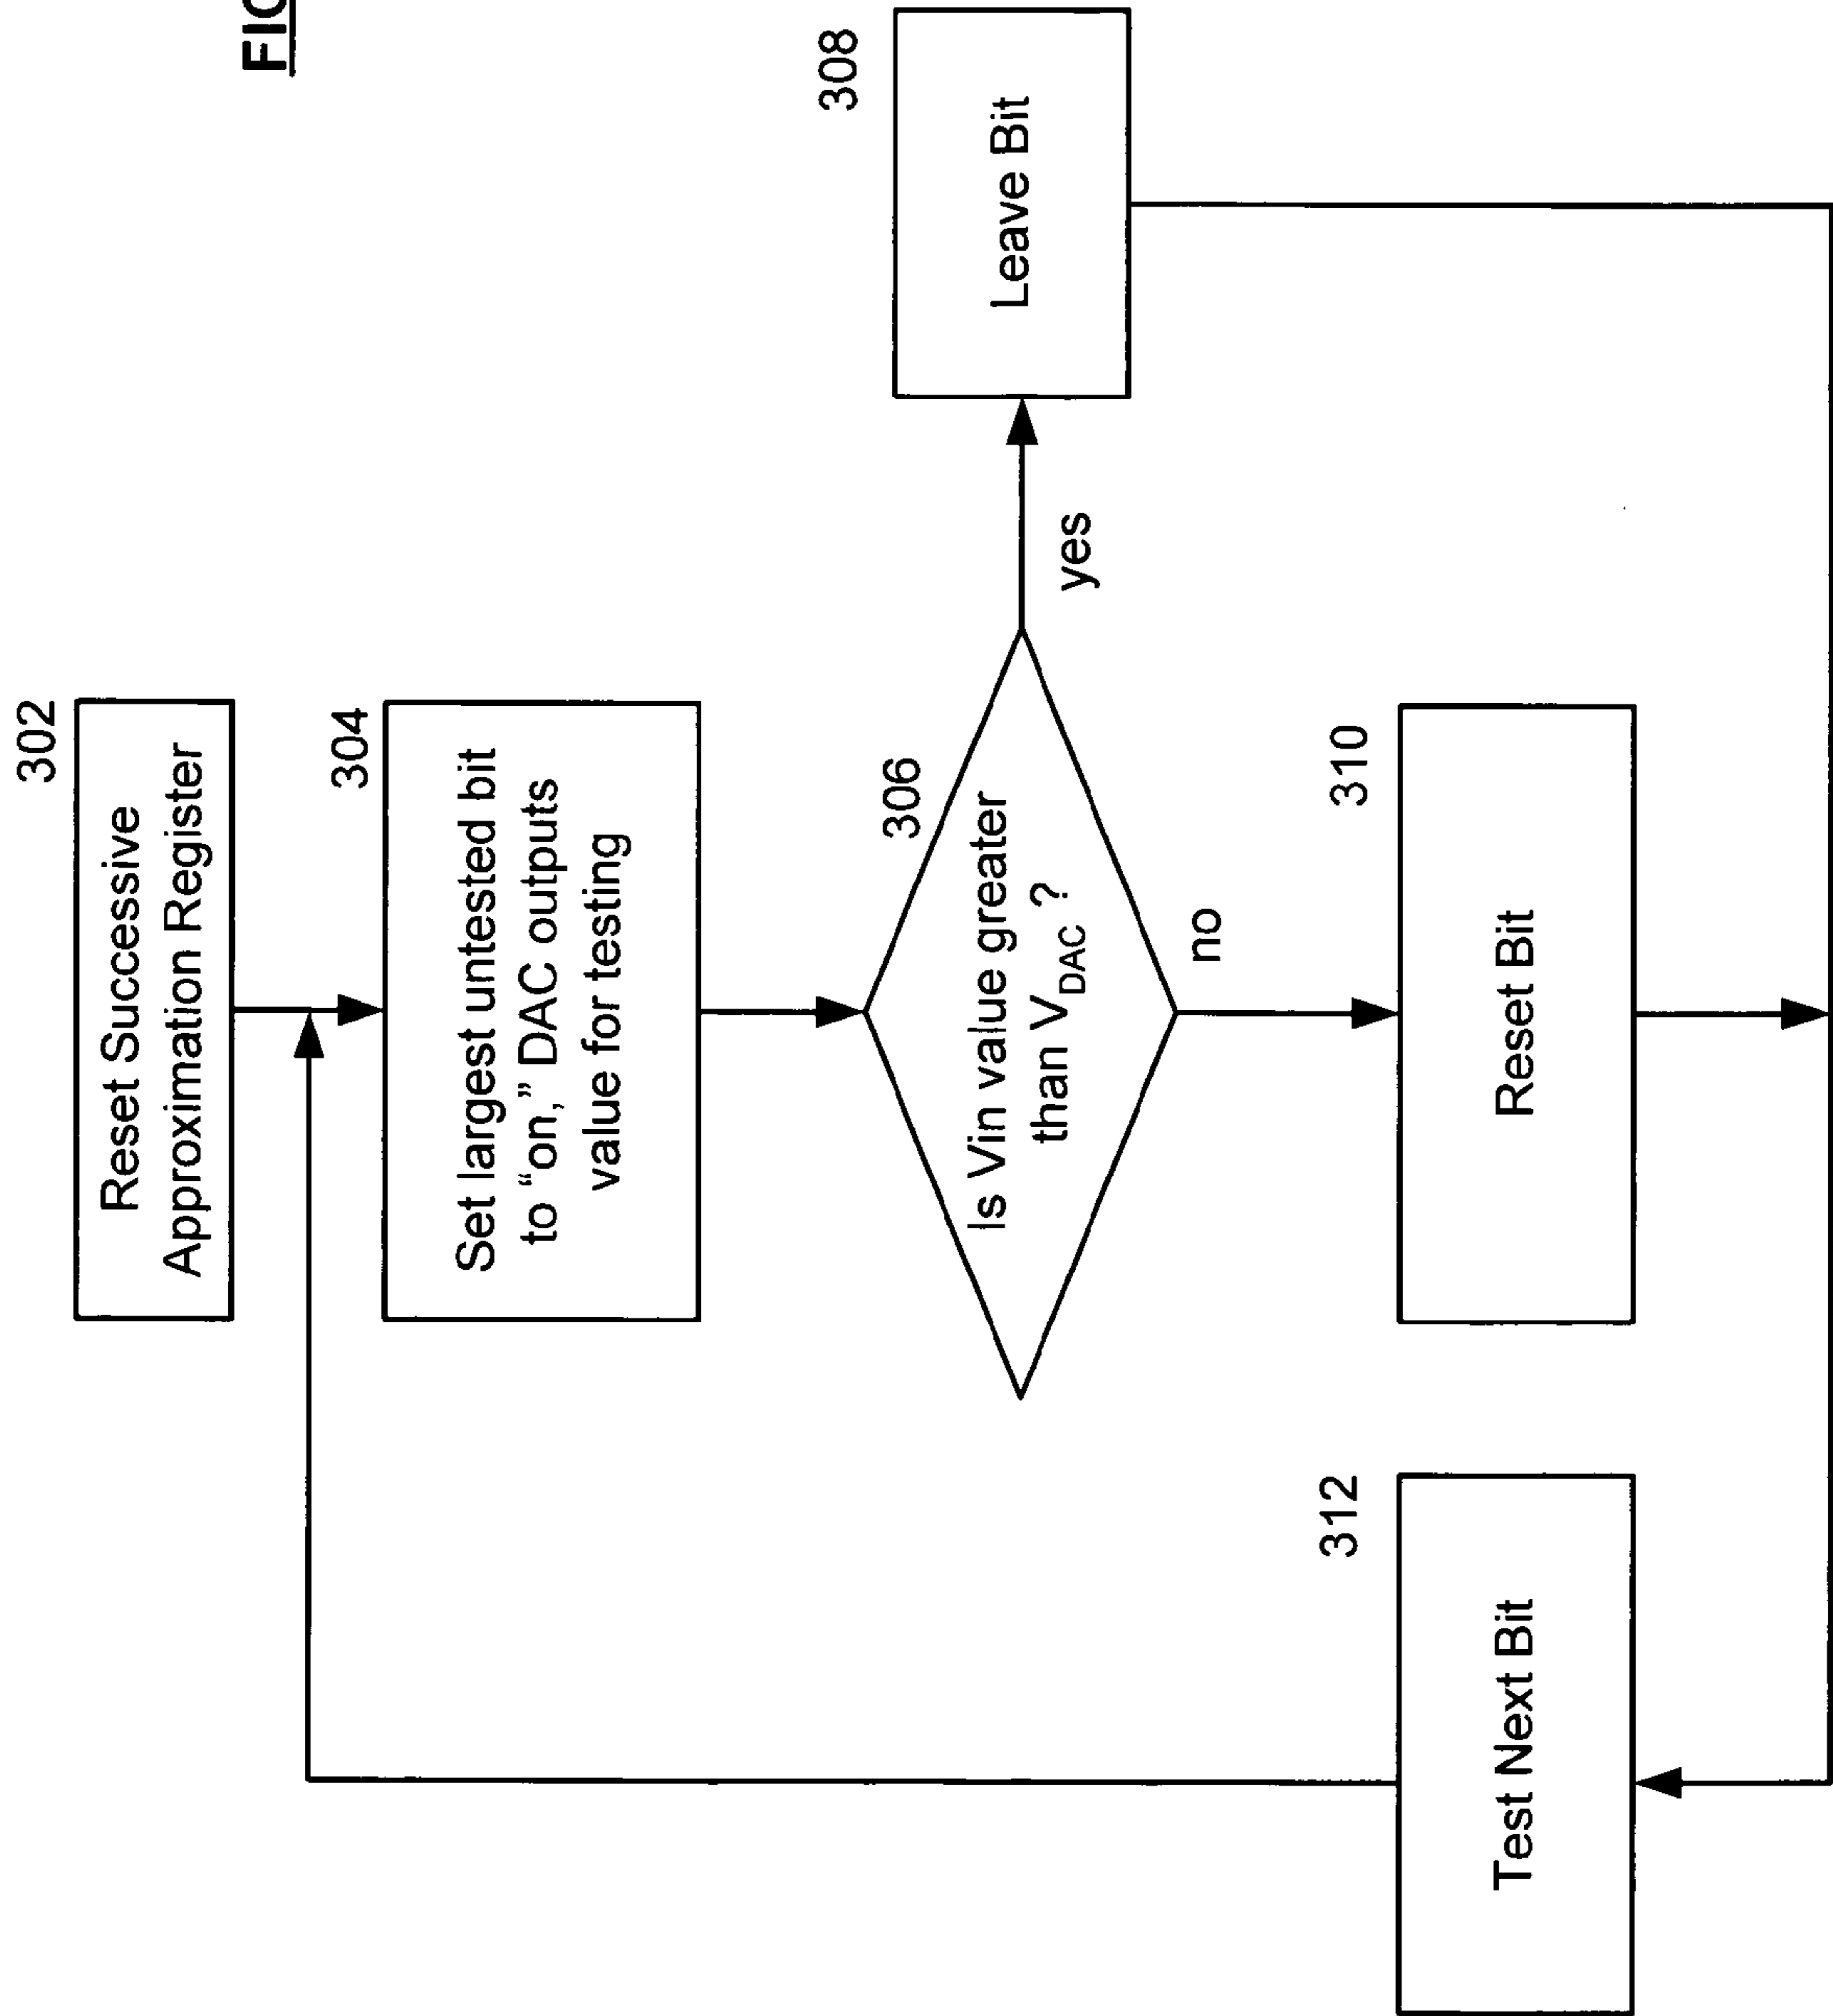 FIG
302
Reset Successive
Approximation Register
304
Set largest untested bit
to “on,” DAC outputs
value for testing
306
Is Vin value greater
than VDAC ?
yes
308
Leave Bit
no
310
Reset Bit
312
Test Next Bit